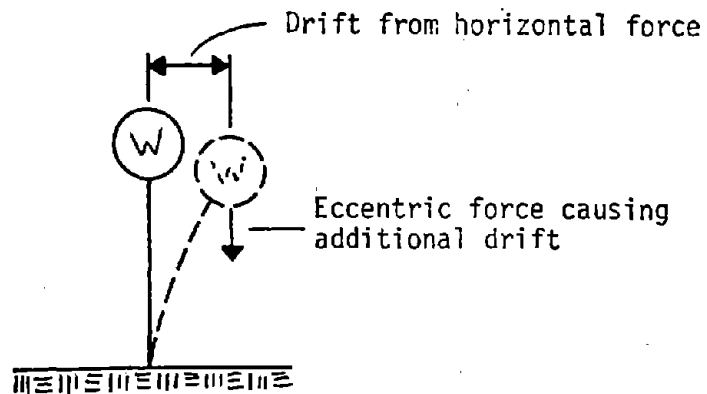 Drift from horizontal force
W
W
Eccentric force causing
additional drift